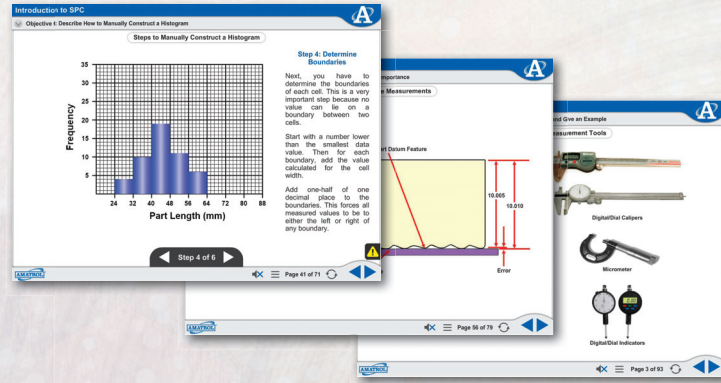 Introduction to SPC
Objective 6: Describe How to Manually Construct a Histogram
A
Steps to Manually Construct a Histogram
35
30
25
20
15
10
5
Frequency
24 32 40 48 56 64 72 80 88
Part Length (mm)
Step 4: Determine
Boundaries
Next, you have to
determine the boundaries
of each cell. This is a very
important step because no
value can lie on a
boundary between two
cells.
Start with a number lower
than the smallest data
value. Then for each
boundary, add the value
calculated for the cell
width.
Add one-half of one
decimal place to the
boundaries. This forces all
measured values to be to
either the left or right of
any boundary.
Step 4 of 6
AMATROL
Page 41 of 71
A
Importance
Measurements
rt Datum Feature
10.005
10.010
Error
AMATROL
Page 56 of 79
A
and Give an Example
Measurement Tools
Digital/Dial Calipers
Micrometer
Digital/Dial Indicators
AMATROL
Page 3 of 93